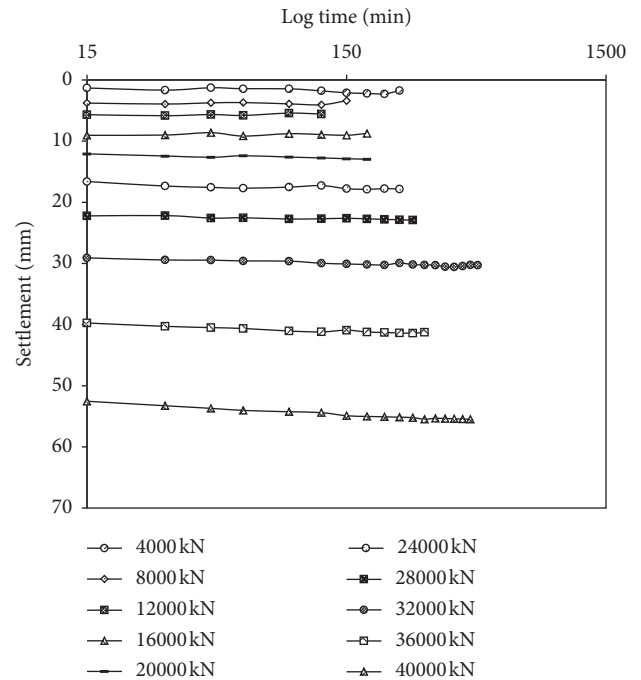 Log time (min)
15 150 1500
0
10
20
30
40
50
60
70
Settlement (mm)
4000 kN
8000 kN
12000 kN
16000 kN
20000 kN
24000 kN
28000 kN
32000 kN
36000 kN
40000 kN